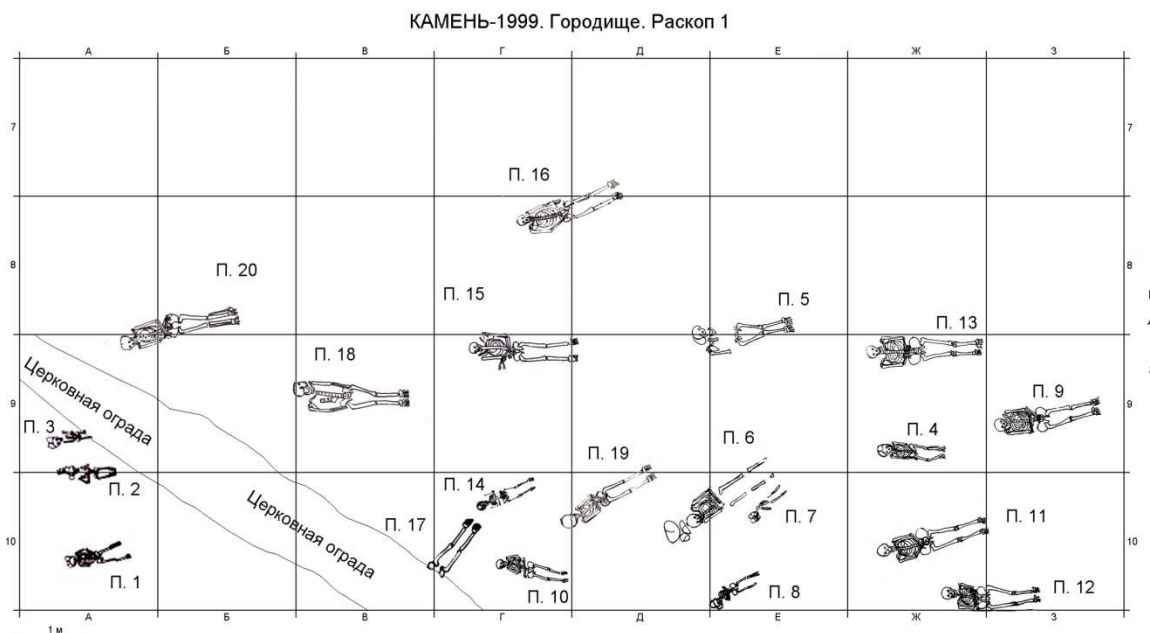 КАМЕНЬ-1999. Городище. Раскоп 1
А Б В Г Д Е Ж З
7 7
П. 16
8 8
П. 20
П. 15
П. 5
П. 13
П. 18
Церковная ограда
9 9
П. 9
П. 3
П. 4
П. 6
П. 19
П. 2
П. 14
Церковная ограда
П. 17
П. 7
П. 11
10 10
П. 1
П. 10
П. 8
П. 12
А Б В Г Д Е Ж З
1 м